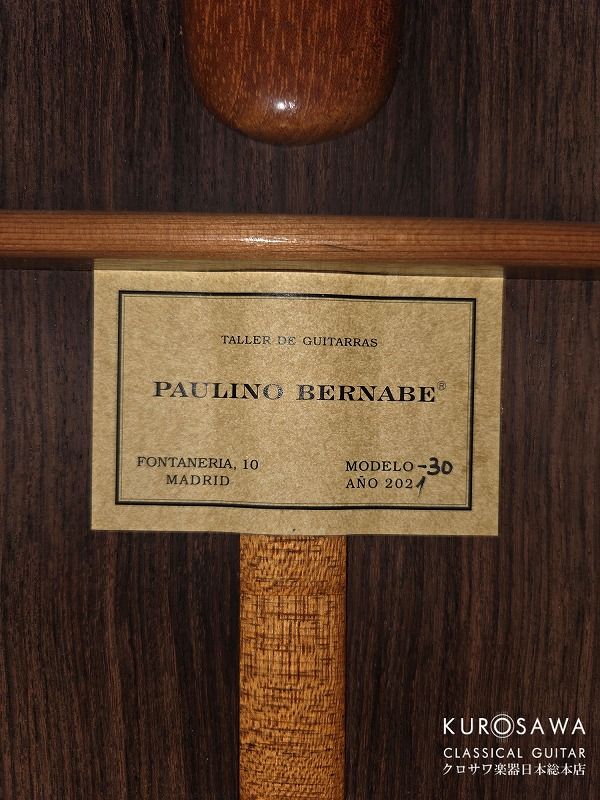 TALLER DE GUITARRAS
PAULINO BERNABE®
FONTANERIA, 10
MADRID
MODELO -30
AÑO 2021
KUROSAWA
CLASSICAL GUITAR
クロサワ楽器日本総本店